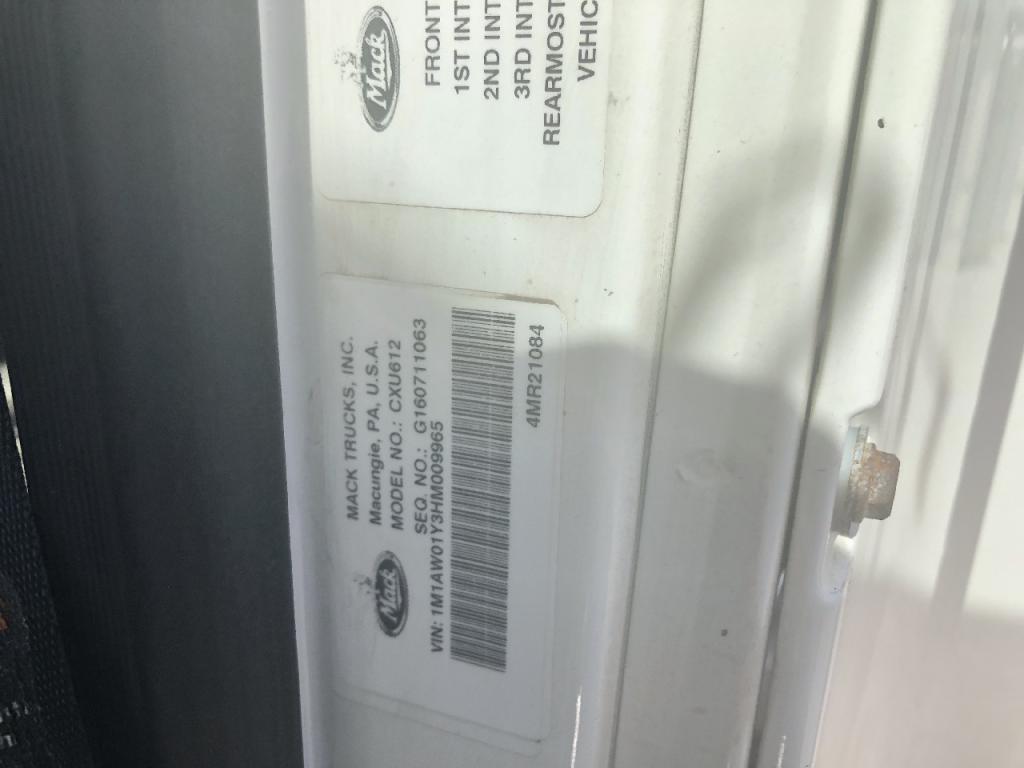 Mack
FRONT
1ST INT
2ND INT
3RD INT
REARMOST
VEHIC
MACK TRUCKS, INC.
Macungie, PA, U.S.A.
MODEL NO.: CXU612
SEQ. NO.: G160711063
Mack
VIN: 1M1AW01Y3HM009965
4MR21084